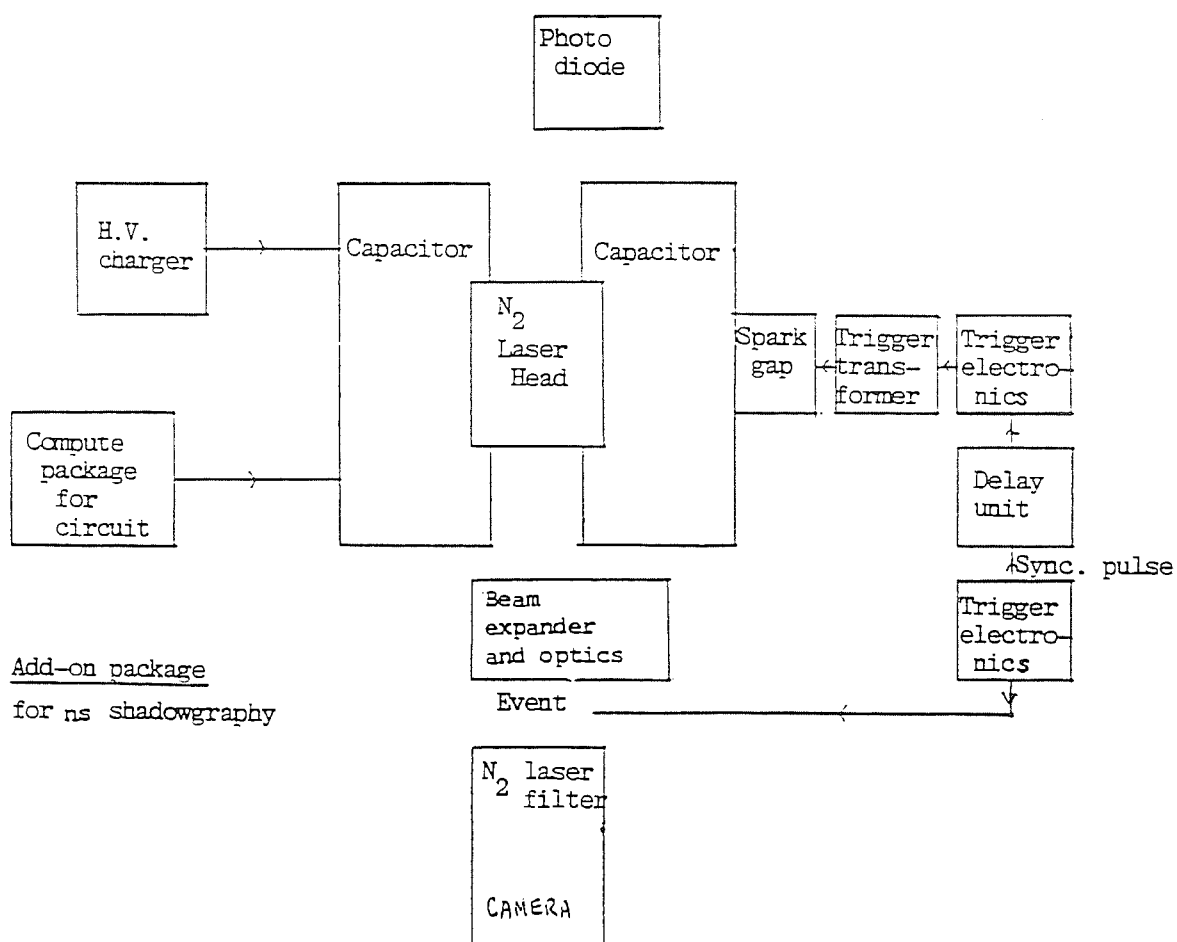 Photo
diode
H.V.
charger
Capacitor
Capacitor
N2
Laser
Head
Spark
gap
Trigger
trans-
former
Trigger
electro-
nics
Compute
package
for
circuit
Delay
unit
Sync. pulse
Beam
expander
and optics
Trigger
electro-
nics
Add-on package
for ns shadowgraphy
Event
N2 laser
filter
CAMERA